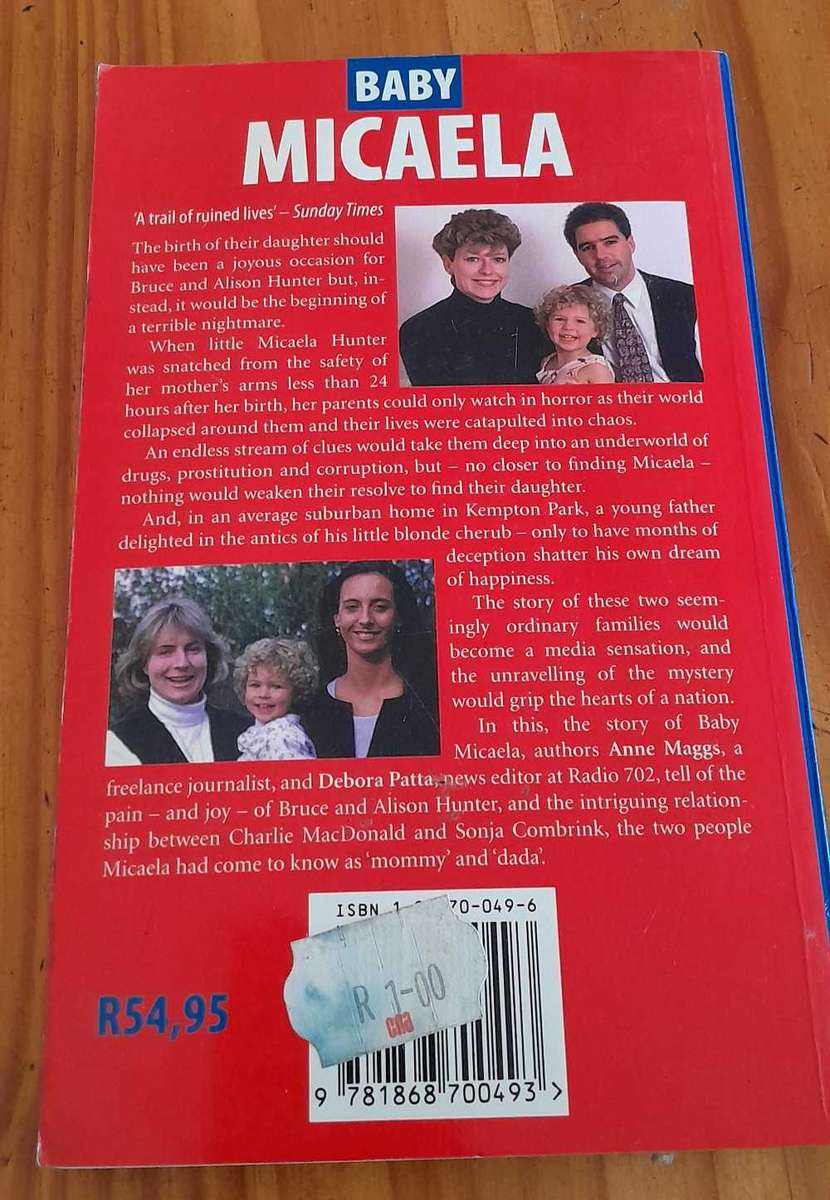 BABY
MICAELA
‘A trail of ruined lives’ – Sunday Times
The birth of their daughter should
have been a joyous occasion for
Bruce and Alison Hunter but, in-
stead, it would be the beginning of
a terrible nightmare.
When little Micaela Hunter
was snatched from the safety of
her mother’s arms less than 24
hours after her birth, her parents could only watch in horror as their world
collapsed around them and their lives were catapulted into chaos.
An endless stream of clues would take them deep into an underworld of
drugs, prostitution and corruption, but – no closer to finding Micaela –
nothing would weaken their resolve to find their daughter.
And, in an average suburban home in Kempton Park, a young father
delighted in the antics of his little blonde cherub – only to have months of
deception shatter his own dream
of happiness.
The story of these two seem-
ingly ordinary families would
become a media sensation, and
the unravelling of the mystery
would grip the hearts of a nation.
In this, the story of Baby
Micaela, authors Anne Maggs, a
freelance journalist, and Debora Patta, news editor at Radio 702, tell of the
pain – and joy – of Bruce and Alison Hunter, and the intriguing relation-
ship between Charlie MacDonald and Sonja Combrink, the two people
Micaela had come to know as ‘mommy’ and ‘dada’.
ISBN 1 70-049-6
R 1-00
cna
R54,95
9 781868 700493 >